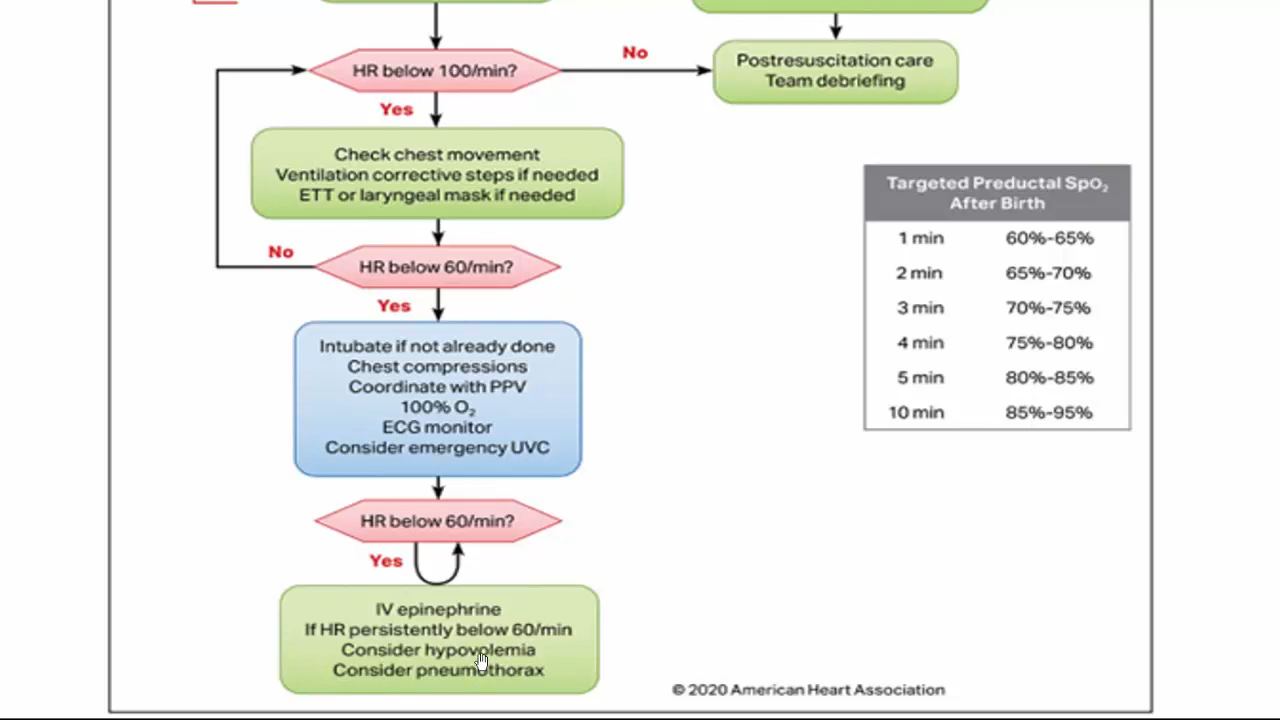 HR below 100/min?
No
Postresuscitation care
Team debriefing
Yes
Check chest movement
Ventilation corrective steps if needed
ETT or laryngeal mask if needed
No
HR below 60/min?
Yes
Intubate if not already done
Chest compressions
Coordinate with PPV
100% O₂
ECG monitor
Consider emergency UVC
HR below 60/min?
Yes
IV epinephrine
If HR persistently below 60/min
Consider hypovolemia
Consider pneumothorax
Targeted Preductal SpO₂
After Birth
1 min 60%-65%
2 min 65%-70%
3 min 70%-75%
4 min 75%-80%
5 min 80%-85%
10 min 85%-95%
© 2020 American Heart Association